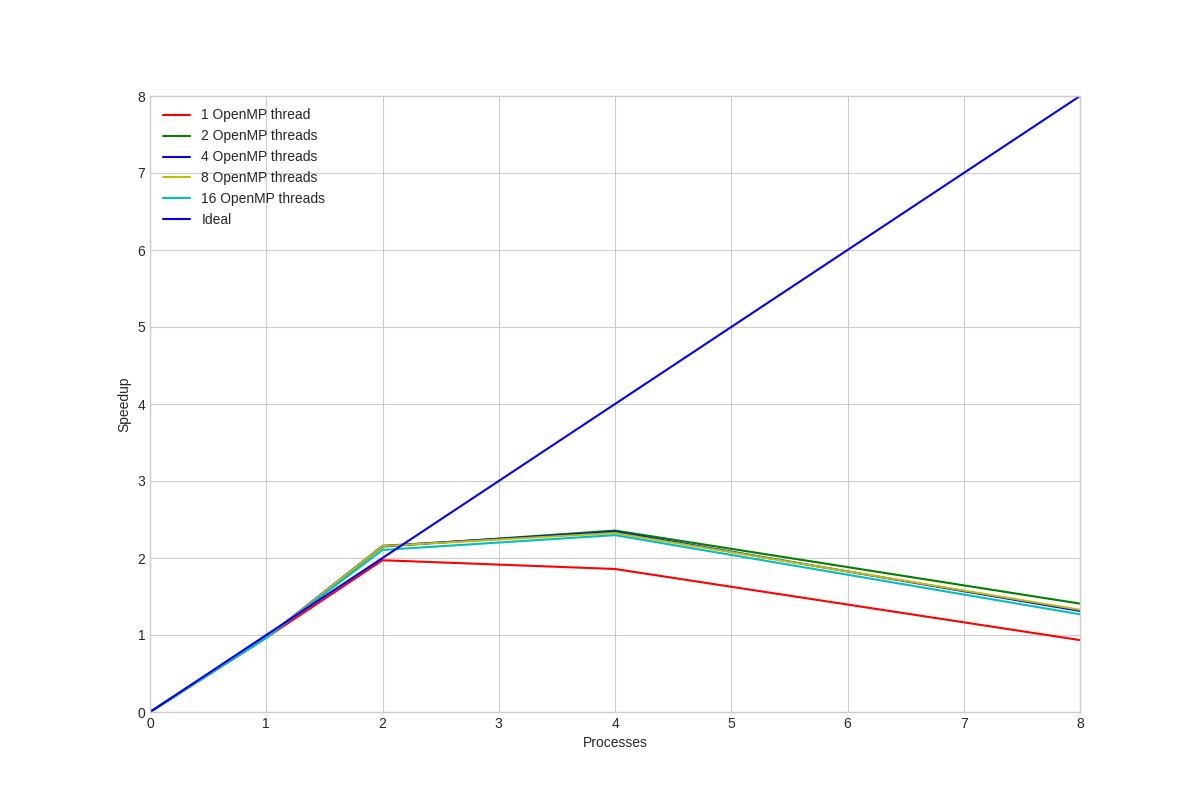 8
7
6
5
4
3
2
1
0
Speedup
1 OpenMP thread
2 OpenMP threads
4 OpenMP threads
8 OpenMP threads
16 OpenMP threads
Ideal
0 1 2 3 4 5 6 7 8
Processes